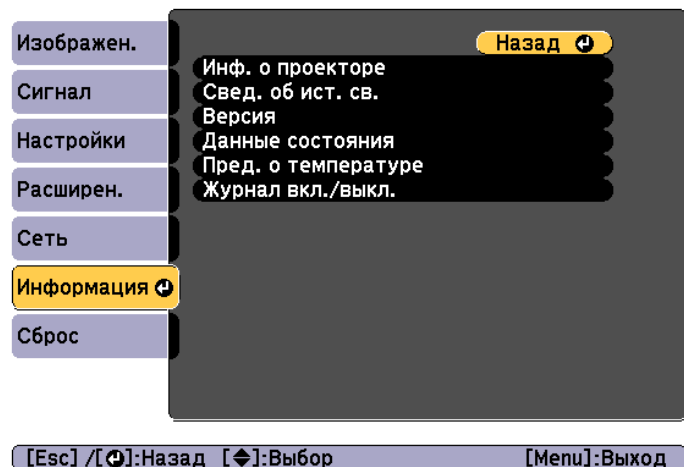 Изображен.
Сигнал
Настройки
Расширен.
Сеть
Информация
Сброс
Назад
Инф. о проекторе
Свед. об ист. св.
Версия
Данные состояния
Пред. о температуре
Журнал вкл./выкл.
[Esc] /[⏎]:Назад [◆]:Выбор [Menu]:Выход